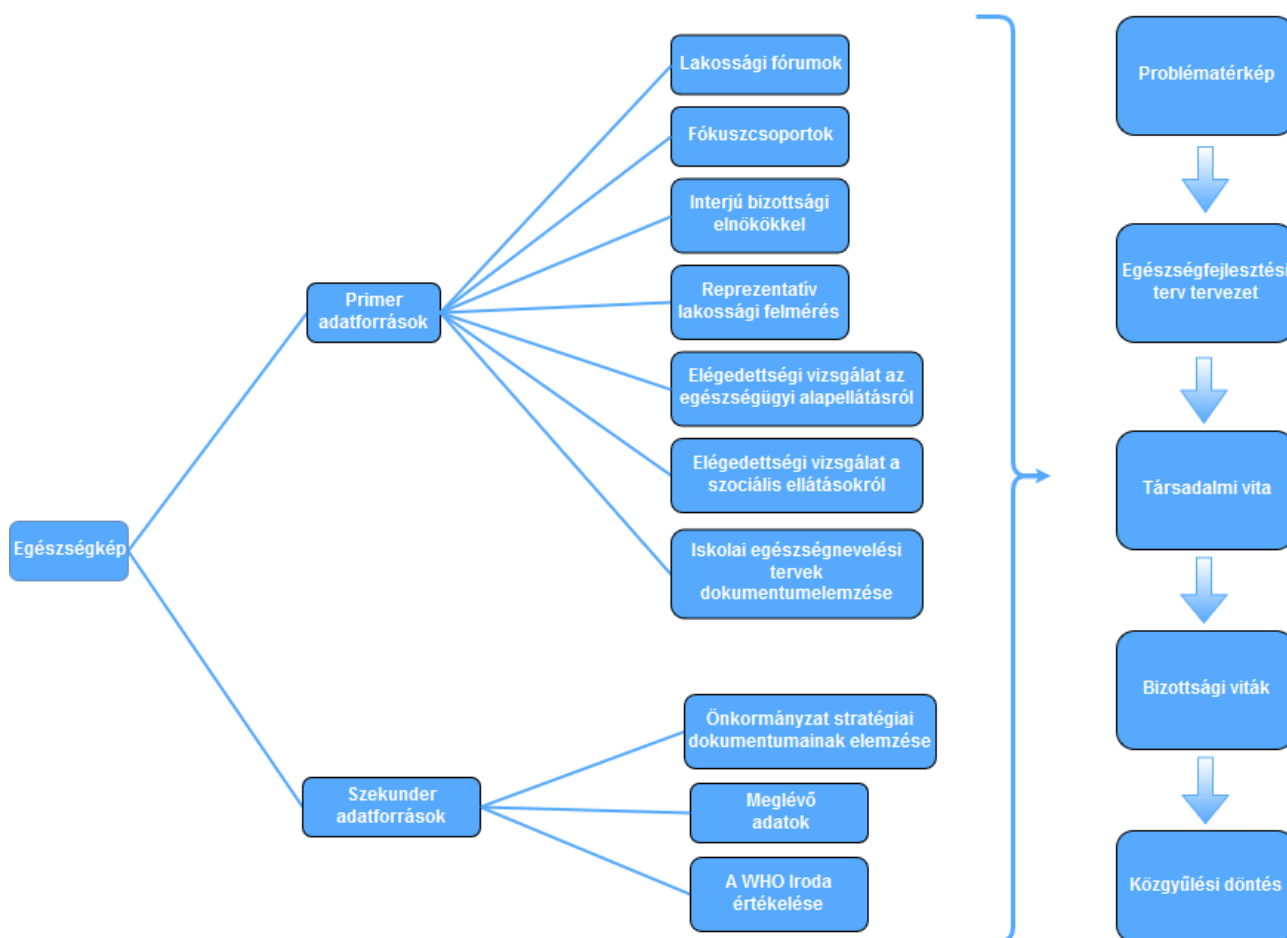 Egészségkép
Primer
adatforrások
Lakossági fórumok
Fókuszcsoportok
Interjú bizottsági
elnökökkel
Reprezentatív
lakossági felmérés
Elégedettségi vizsgálat az
egészségügyi alapellátásról
Elégedettségi vizsgálat a
szociális ellátásokról
Iskolai egészségnevelési
tervek
dokumentumelemzése
Szekunder
adatforrások
Önkormányzat stratégiai
dokumentumainak elemzése
Meglévő
adatok
A WHO Iroda
értékelése
Problématérkép
Egészségfejlesztési
terv tervezet
Társadalmi vita
Bizottsági viták
Közgyűlési döntés